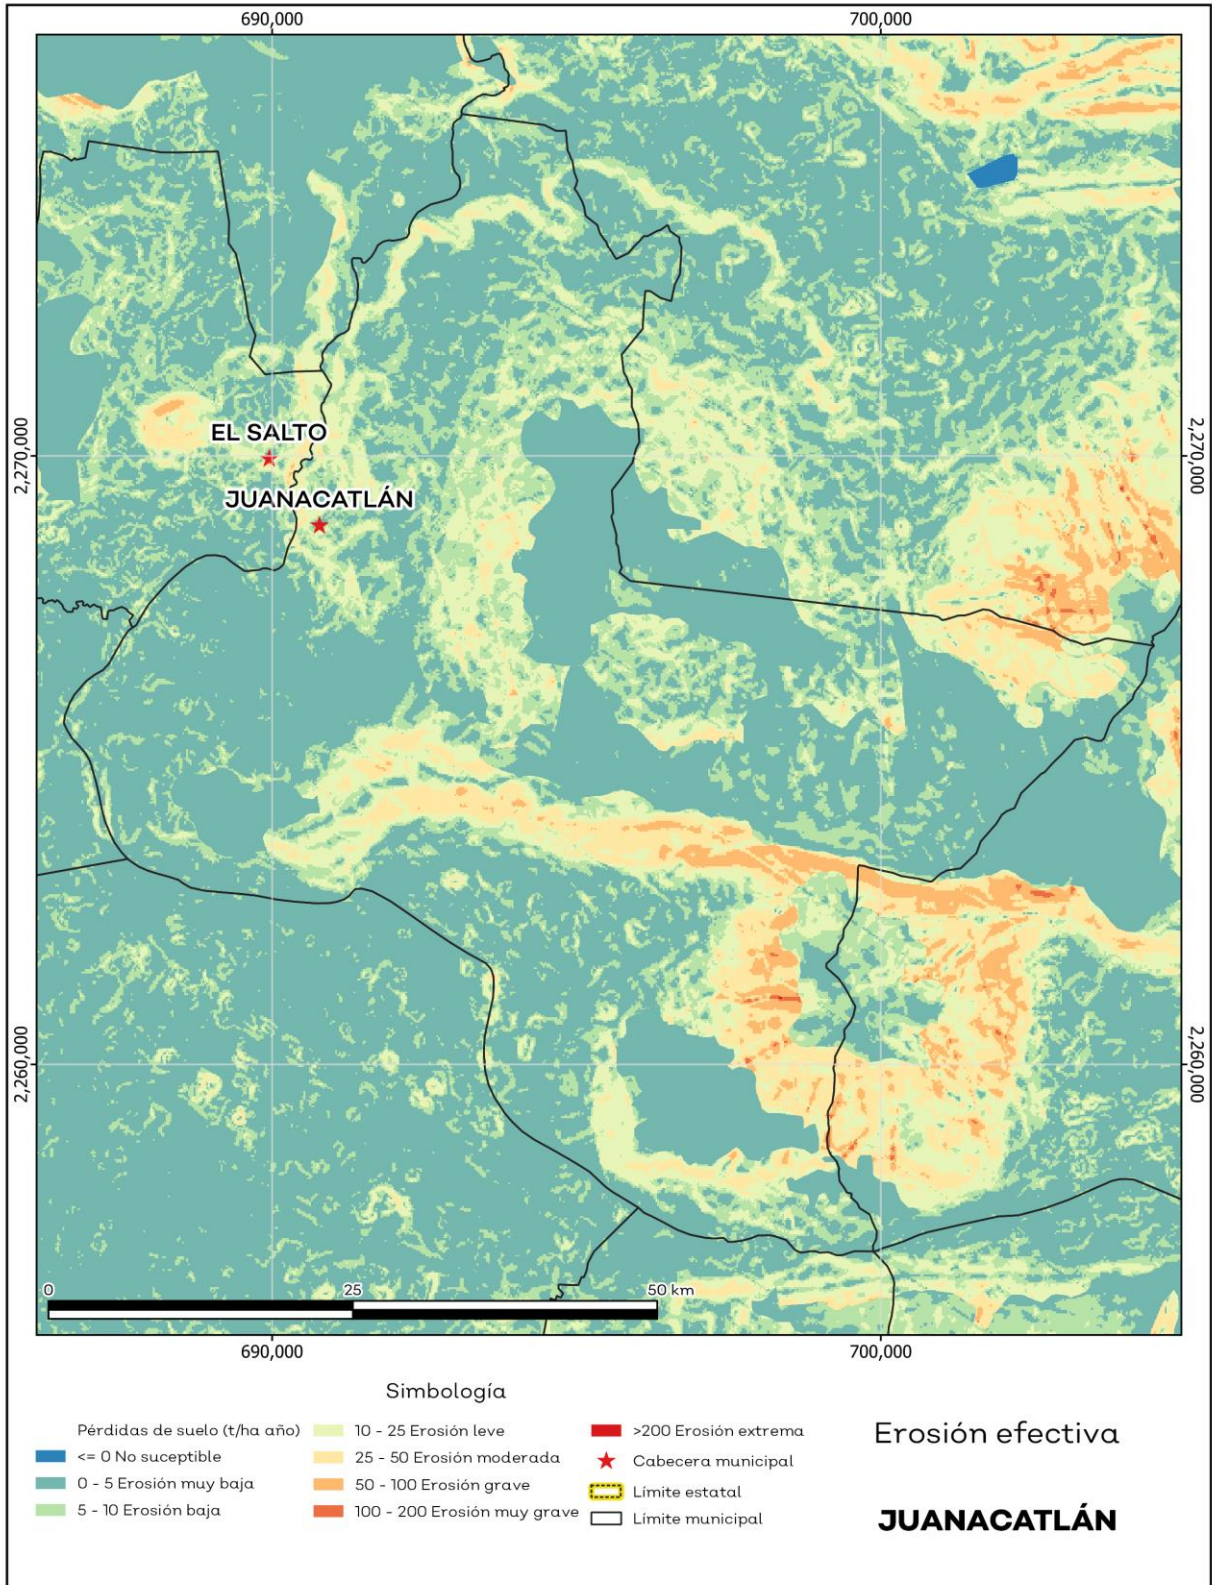 690,000 700,000
EL SALTO
2,270,000 2,270,000
JUANACATLÁN
2,260,000 2,260,000
0 25 50 km
690,000 700,000
Simbología
Pérdidas de suelo (t/ha año)
<= 0 No suceptible
0 - 5 Erosión muy baja
5 - 10 Erosión baja
10 - 25 Erosión leve
25 - 50 Erosión moderada
50 - 100 Erosión grave
100 - 200 Erosión muy grave
>200 Erosión extrema
Cabecera municipal
Límite estatal
Límite municipal
Erosión efectiva
JUANACATLÁN